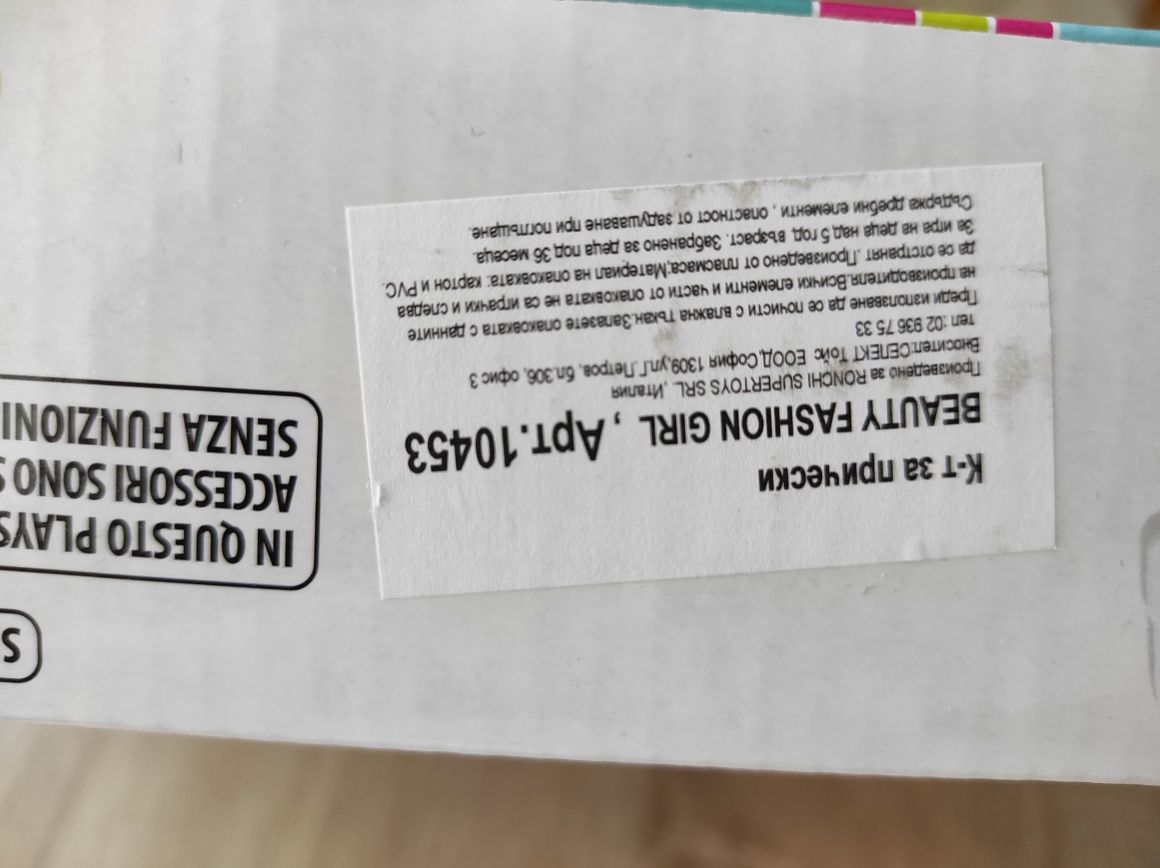 К-т за прически
BEAUTY FASHION GIRL , Арт.10453
Произведено за RONCHI SUPERTOYS SRL. ,Италия
Вносител:СЕЛЕКТ Тойс ЕООД,София 1309,ул.Г.Петров, бл.306, офис 3
тел :02 936 75 33
Преди използване да се почисти с влажна тъкан.Запазете опаковката с данните
на производителя.Всички елементи и части от опаковката не са играчки и следва
да се отстранят .Произведено от пласмаса;Материал на опаковката: картон и PVC.
За игра на деца над 5 год. възраст. Забранено за деца под 36 месеца.
Съдържа дребни елементи , опастност от задушаване при поглъщане.
IN QUESTO PLAYS
ACCESSORI SONO S
SENZA FUNZIONI
S